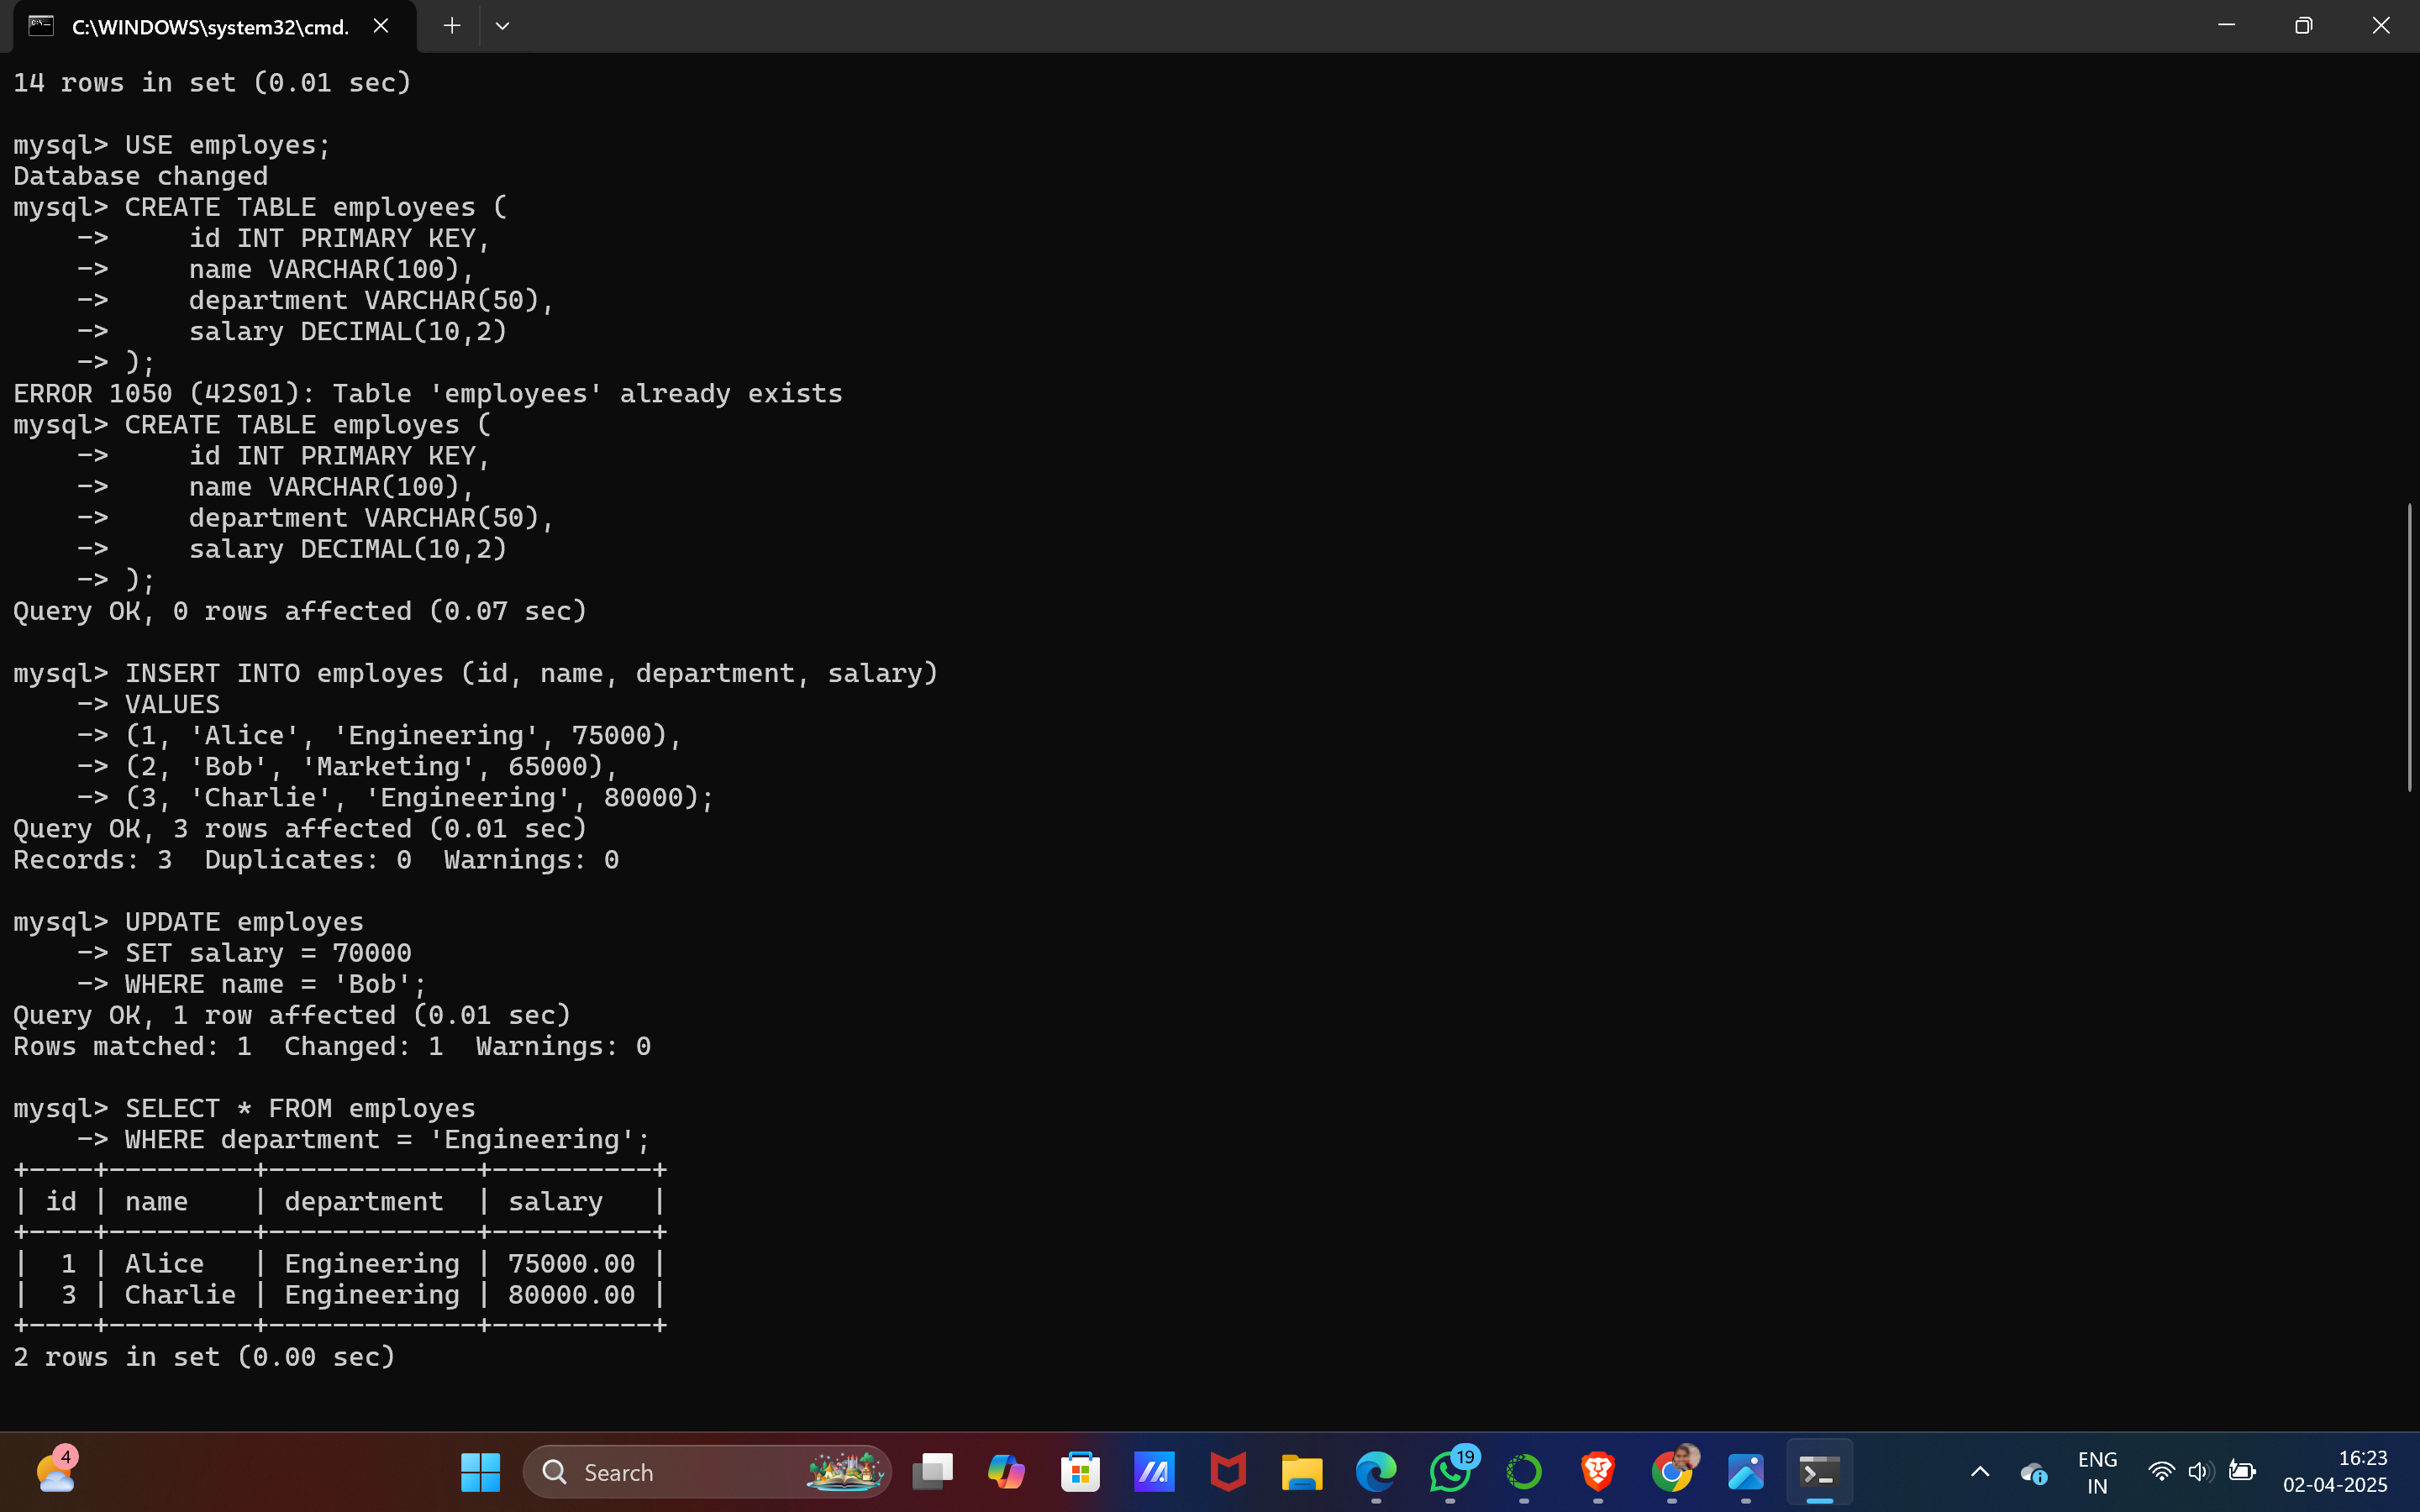 C:\WINDOWS\system32\cmd.
14 rows in set (0.01 sec)
mysql> USE employes;
Database changed
mysql> CREATE TABLE employees (
    ->     id INT PRIMARY KEY,
    ->     name VARCHAR(100),
    ->     department VARCHAR(50),
    ->     salary DECIMAL(10,2)
    -> );
ERROR 1050 (42S01): Table 'employees' already exists
mysql> CREATE TABLE employes (
    ->     id INT PRIMARY KEY,
    ->     name VARCHAR(100),
    ->     department VARCHAR(50),
    ->     salary DECIMAL(10,2)
    -> );
Query OK, 0 rows affected (0.07 sec)
mysql> INSERT INTO employes (id, name, department, salary)
    -> VALUES
    -> (1, 'Alice', 'Engineering', 75000),
    -> (2, 'Bob', 'Marketing', 65000),
    -> (3, 'Charlie', 'Engineering', 80000);
Query OK, 3 rows affected (0.01 sec)
Records: 3  Duplicates: 0  Warnings: 0
mysql> UPDATE employes
    -> SET salary = 70000
    -> WHERE name = 'Bob';
Query OK, 1 row affected (0.01 sec)
Rows matched: 1  Changed: 1  Warnings: 0
mysql> SELECT * FROM employes
    -> WHERE department = 'Engineering';
+----+---------+-------------+----------+
| id | name    | department  | salary   |
+----+---------+-------------+----------+
|  1 | Alice   | Engineering | 75000.00 |
|  3 | Charlie | Engineering | 80000.00 |
+----+---------+-------------+----------+
2 rows in set (0.00 sec)
4
Search
19
ENG
IN
16:23
02-04-2025